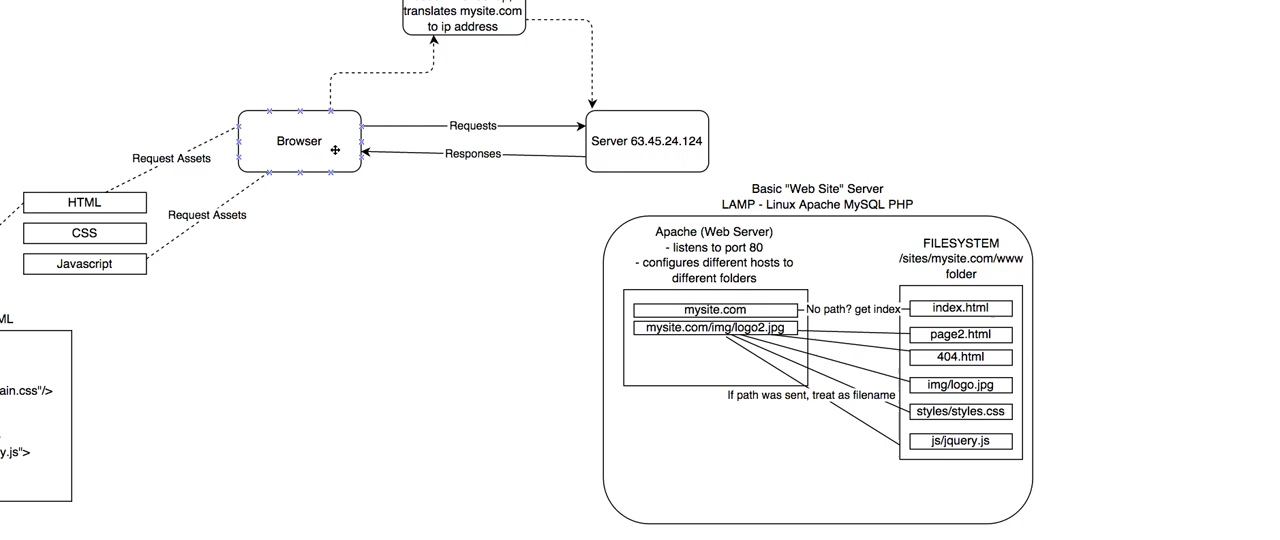 translates mysite.com
to ip address
Browser
Requests
Responses
Server 63.45.24.124
Request Assets
Request Assets
HTML
CSS
Javascript
Basic "Web Site" Server
LAMP - Linux Apache MySQL PHP
Apache (Web Server)
- listens to port 80
- configures different hosts to
different folders
mysite.com
mysite.com/img/logo2.jpg
No path? get index
If path was sent, treat as filename
FILESYSTEM
/sites/mysite.com/www
folder
index.html
page2.html
404.html
img/logo.jpg
styles/styles.css
js/jquery.js
ML
ain.css"/>
y.js">